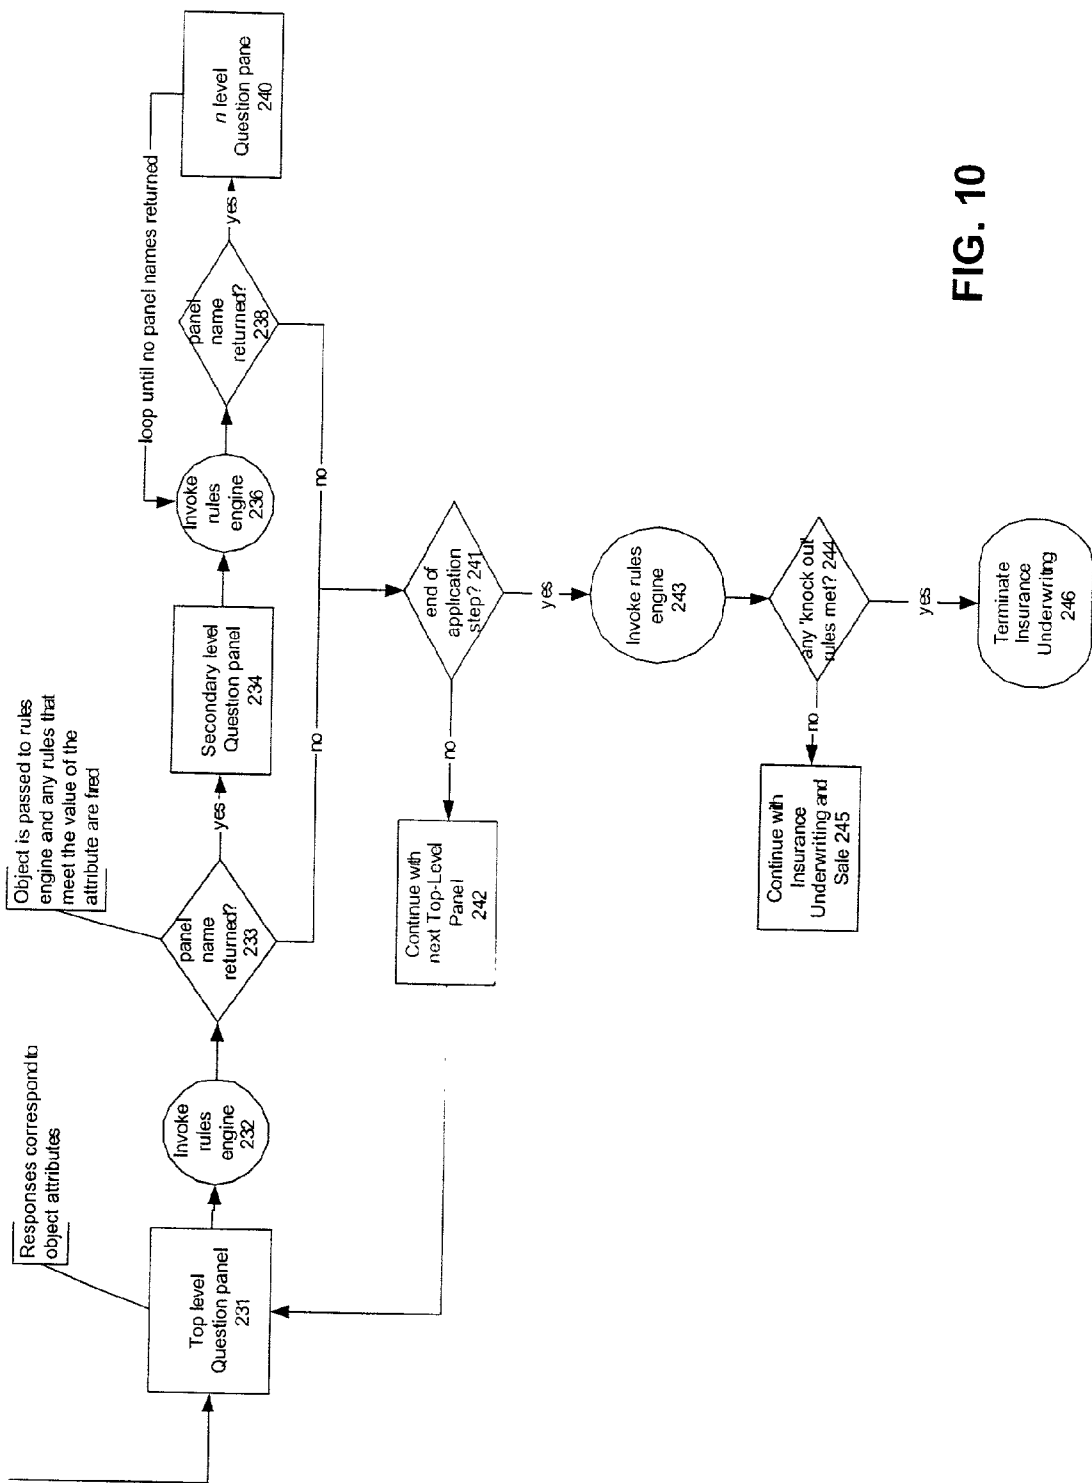 Responses correspond to
object attributes
Object is passed to rules
engine and any rules that
meet the value of the
attribute are fired
Top level
Question panel
231
Invoke
rules
engine
232
panel
name
returned?
233
yes
no
Secondary level
Question panel
234
Invoke
rules
engine
236
panel
name
returned?
238
yes
no
n level
Question pane
240
loop until no panel names returned
end of
application
step? 241
no
yes
Continue with
next Top-Level
Panel
242
Invoke rules
engine
243
any 'knock out'
rules met? 244
no
yes
Continue with
Insurance
Underwriting and
Sale 245
Terminate
Insurance
Underwriting
246
FIG. 10